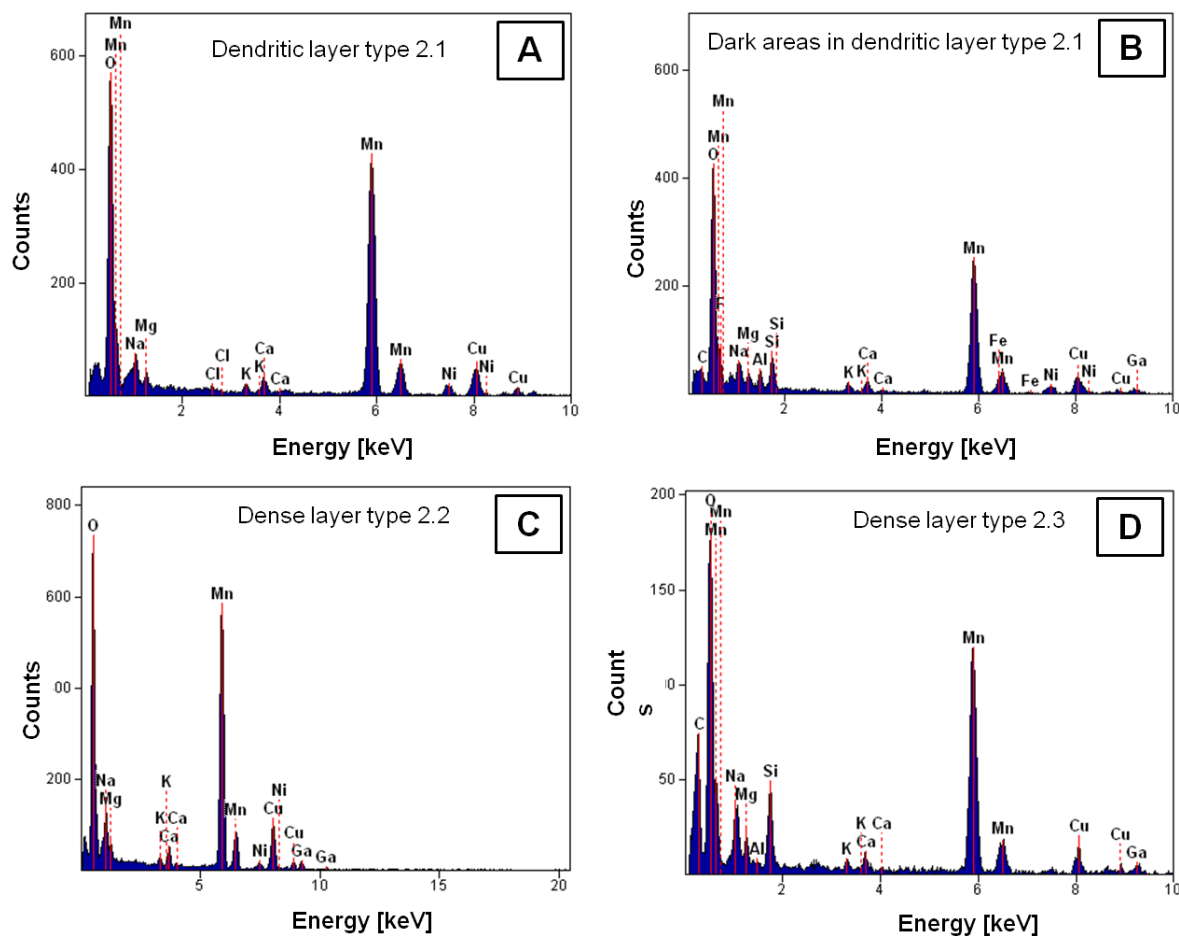 Dendritic layer type 2.1
A
Mn
Mn
O
600
400
200
Counts
Na
Mg
Cl
Cl
K
Ca
K
Ca
Mn
Mn
Ni
Cu
Ni
Cu
2
4
6
8
10
Energy [keV]
Dark areas in dendritic layer type 2.1
B
600
400
200
Counts
Mn
Mn
O
C
Na
Mg
Al
Si
Si
K
Ca
K
Ca
Mn
Fe
Mn
Fe
Ni
Cu
Ni
Cu
Ga
2
4
6
8
10
Energy [keV]
Dense layer type 2.2
C
800
600
00
200
Counts
O
Na
Mg
K
K
Ca
Ca
Mn
Mn
Ni
Cu
Ni
Cu
Ga
Ga
5
10
15
20
Energy [keV]
Dense layer type 2.3
D
200
150
00
50
Count
s
O
Mn
Mn
C
Na
Mg
Al
Si
K
K
Ca
Ca
Mn
Mn
Cu
Cu
Ga
2
4
6
8
10
Energy [keV]